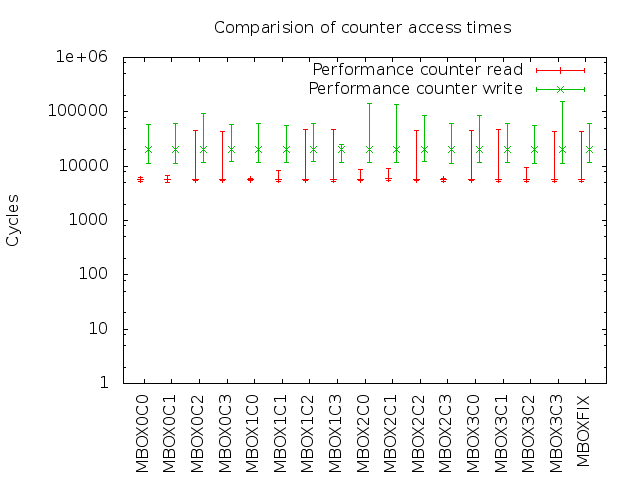 Comparision of counter access times
Performance counter read
Performance counter write
1e+06
100000
10000
1000
100
10
1
Cycles
MBOX0C0
MBOX0C1
MBOX0C2
MBOX0C3
MBOX1C0
MBOX1C1
MBOX1C2
MBOX1C3
MBOX2C0
MBOX2C1
MBOX2C2
MBOX2C3
MBOX3C0
MBOX3C1
MBOX3C2
MBOX3C3
MBOXFIX